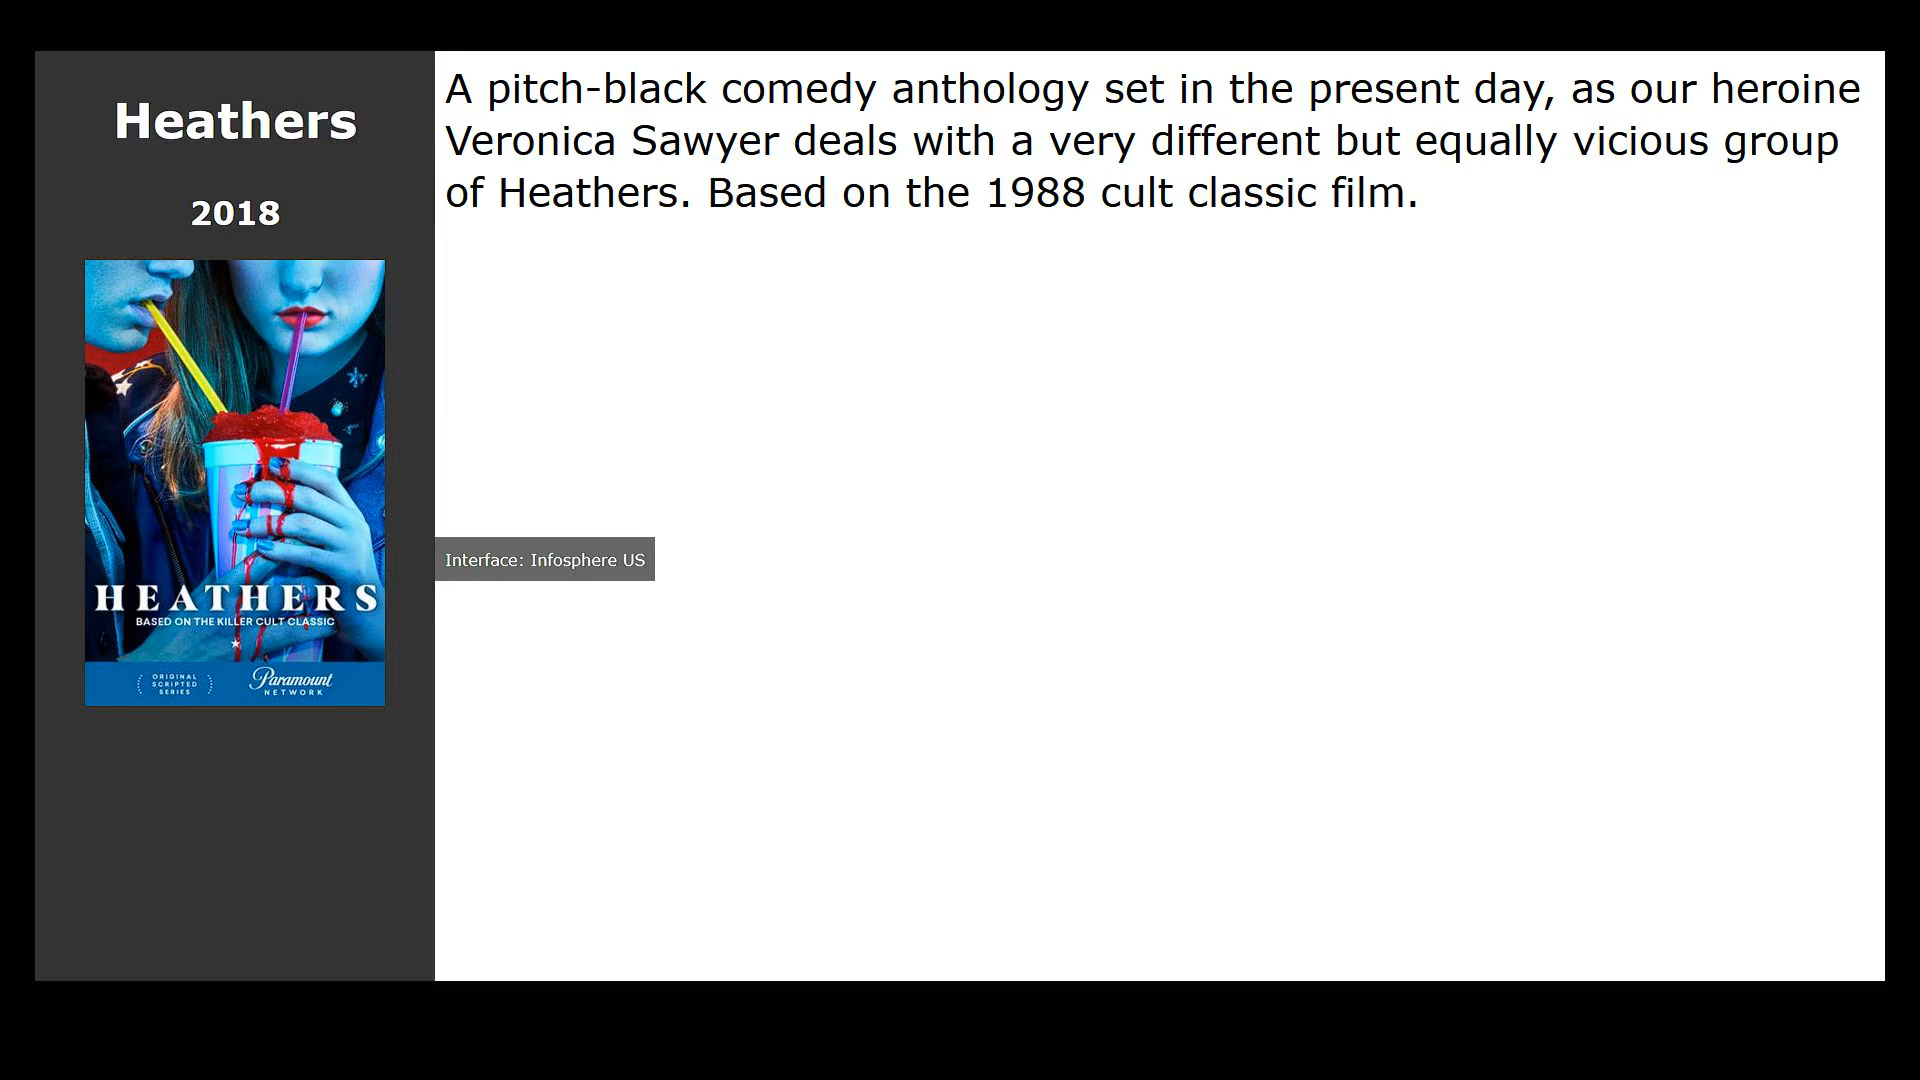 Heathers
2018
A pitch-black comedy anthology set in the present day, as our heroine
Veronica Sawyer deals with a very different but equally vicious group
of Heathers. Based on the 1988 cult classic film.
Interface: Infosphere US
HEATHERS
BASED ON THE KILLER CULT CLASSIC
ORIGINAL
SCRIPTED
SERIES
Paramount
NETWORK